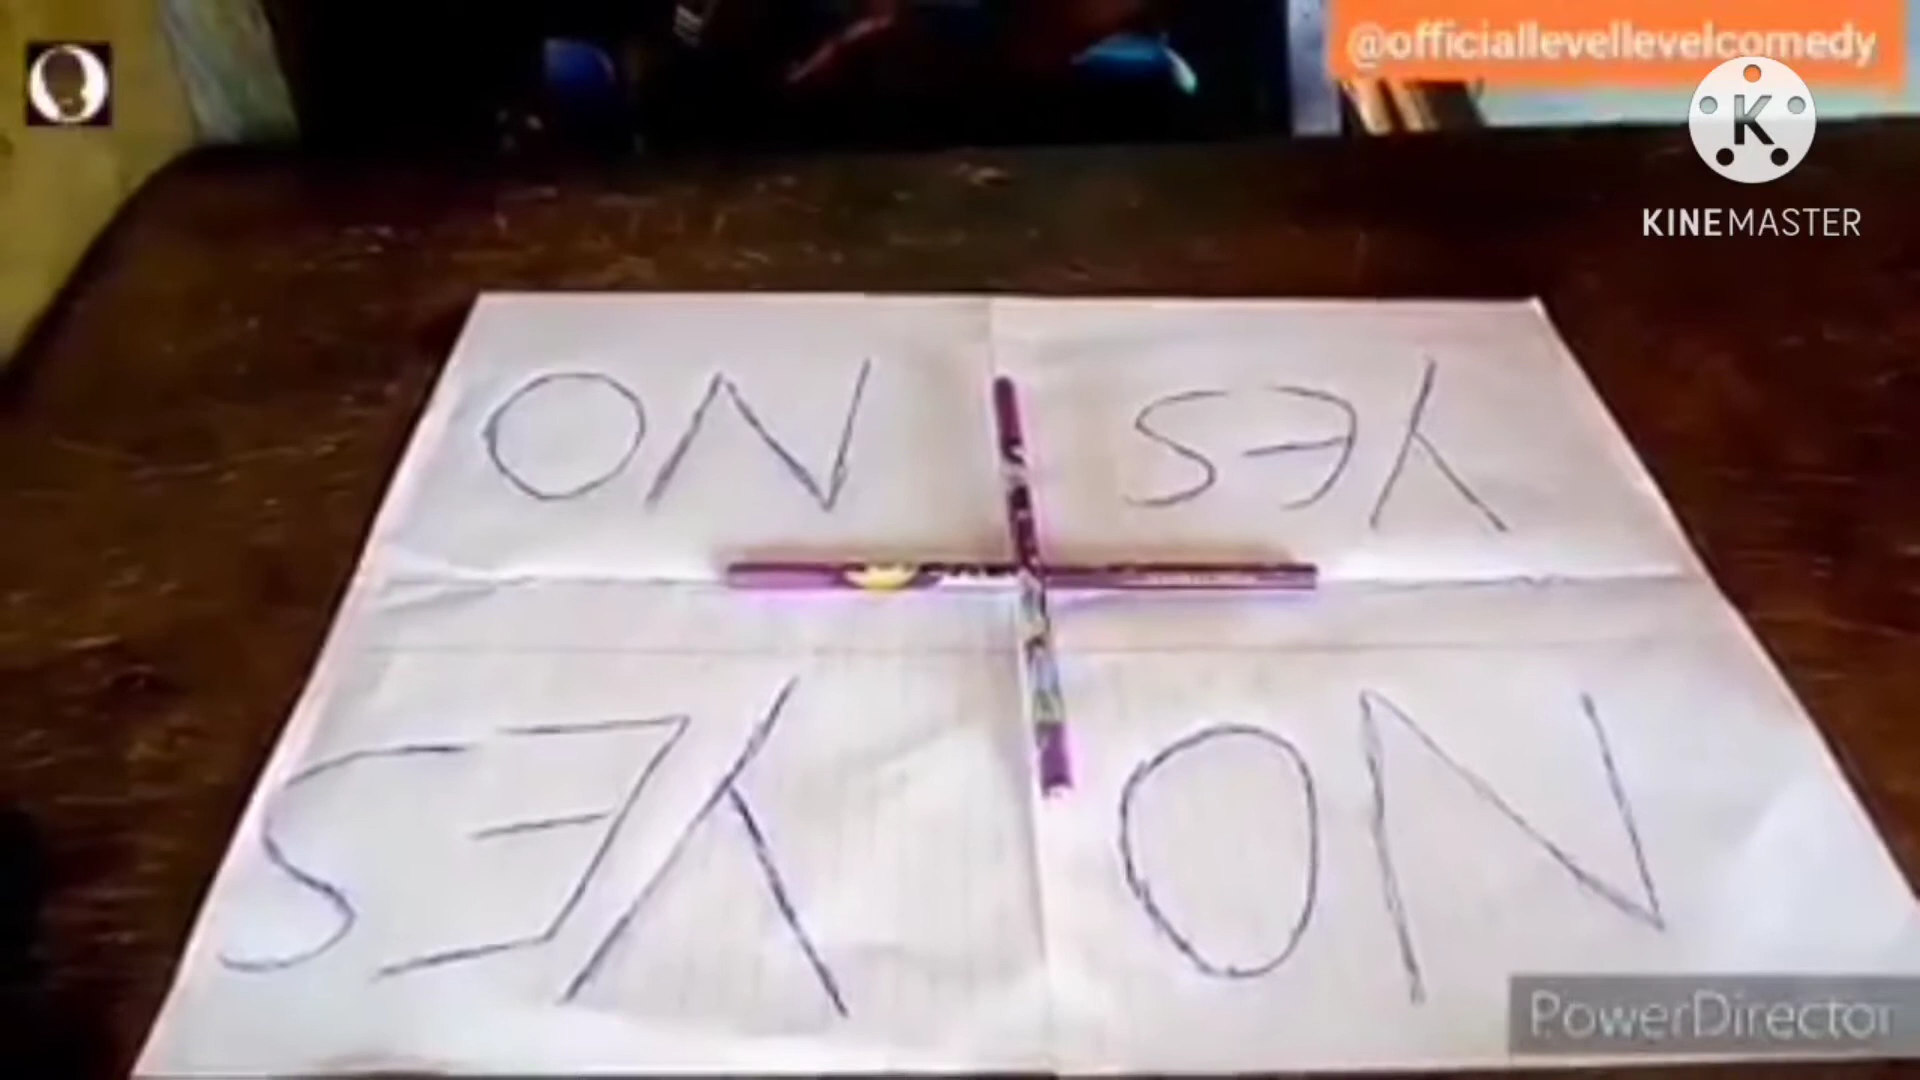 @officiallevellevelcomedy
K
KINEMASTER
NO YES
YES NO
PowerDirector